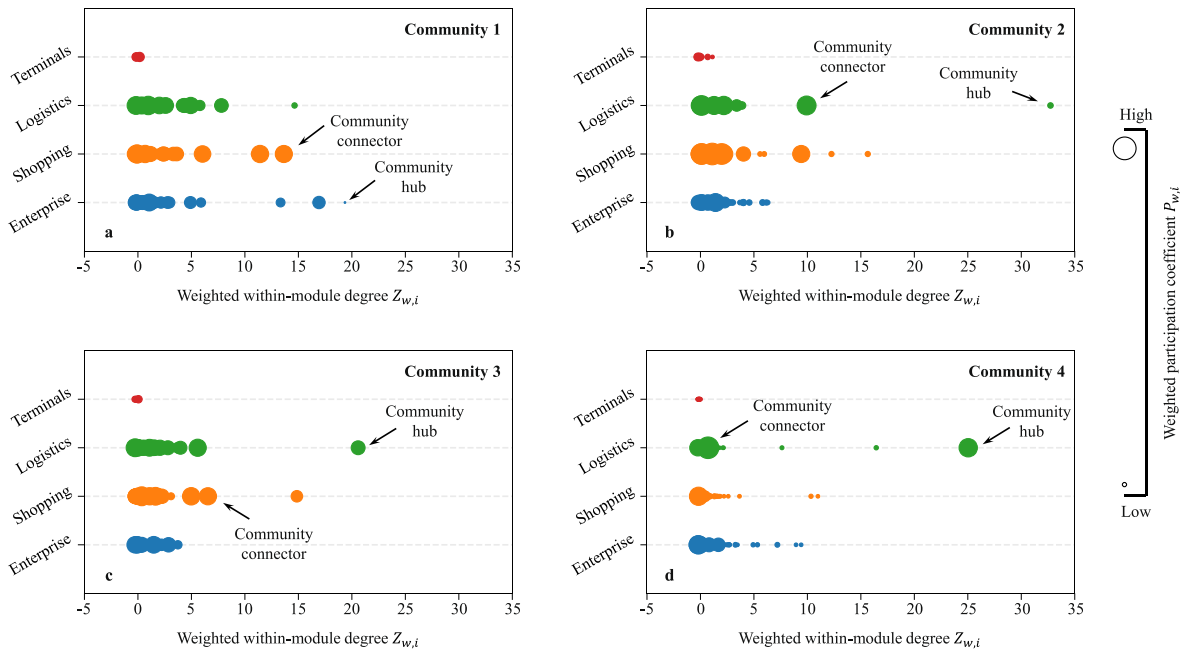 Community 1
Terminals
Logistics
Shopping
Enterprise
Community
connector
Community
hub
a
-5 0 5 10 15 20 25 30 35
Weighted within-module degree Z_{w,i}
Community 2
Terminals
Logistics
Shopping
Enterprise
Community
connector
Community
hub
b
-5 0 5 10 15 20 25 30 35
Weighted within-module degree Z_{w,i}
Community 3
Terminals
Logistics
Shopping
Enterprise
Community
hub
Community
connector
c
-5 0 5 10 15 20 25 30 35
Weighted within-module degree Z_{w,i}
Community 4
Terminals
Logistics
Shopping
Enterprise
Community
connector
Community
hub
d
-5 0 5 10 15 20 25 30 35
Weighted within-module degree Z_{w,i}
High
Weighted participation coefficient P_{w,i}
Low